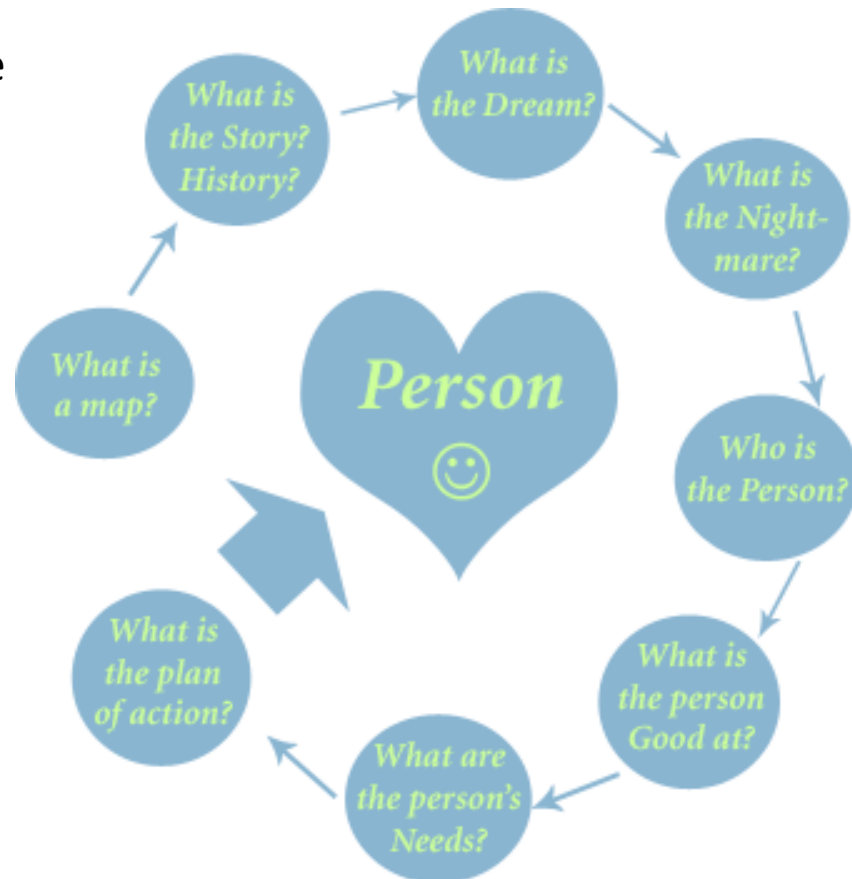 e
What is
a map?
What is
the Story?
History?
What is
the Dream?
What is
the Night-
mare?
Who is
the Person?
What is
the person
Good at?
What are
the person's
Needs?
What is
the plan
of action?
Person